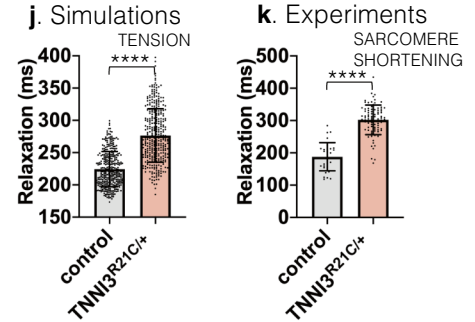 j. Simulations
TENSION
****
Relaxation (ms)
400
350
300
250
200
150
control
TNNI3R21C/+
k. Experiments
SARCOMERE
SHORTENING
****
Relaxation (ms)
500
400
300
200
100
0
control
TNNI3R21C/+